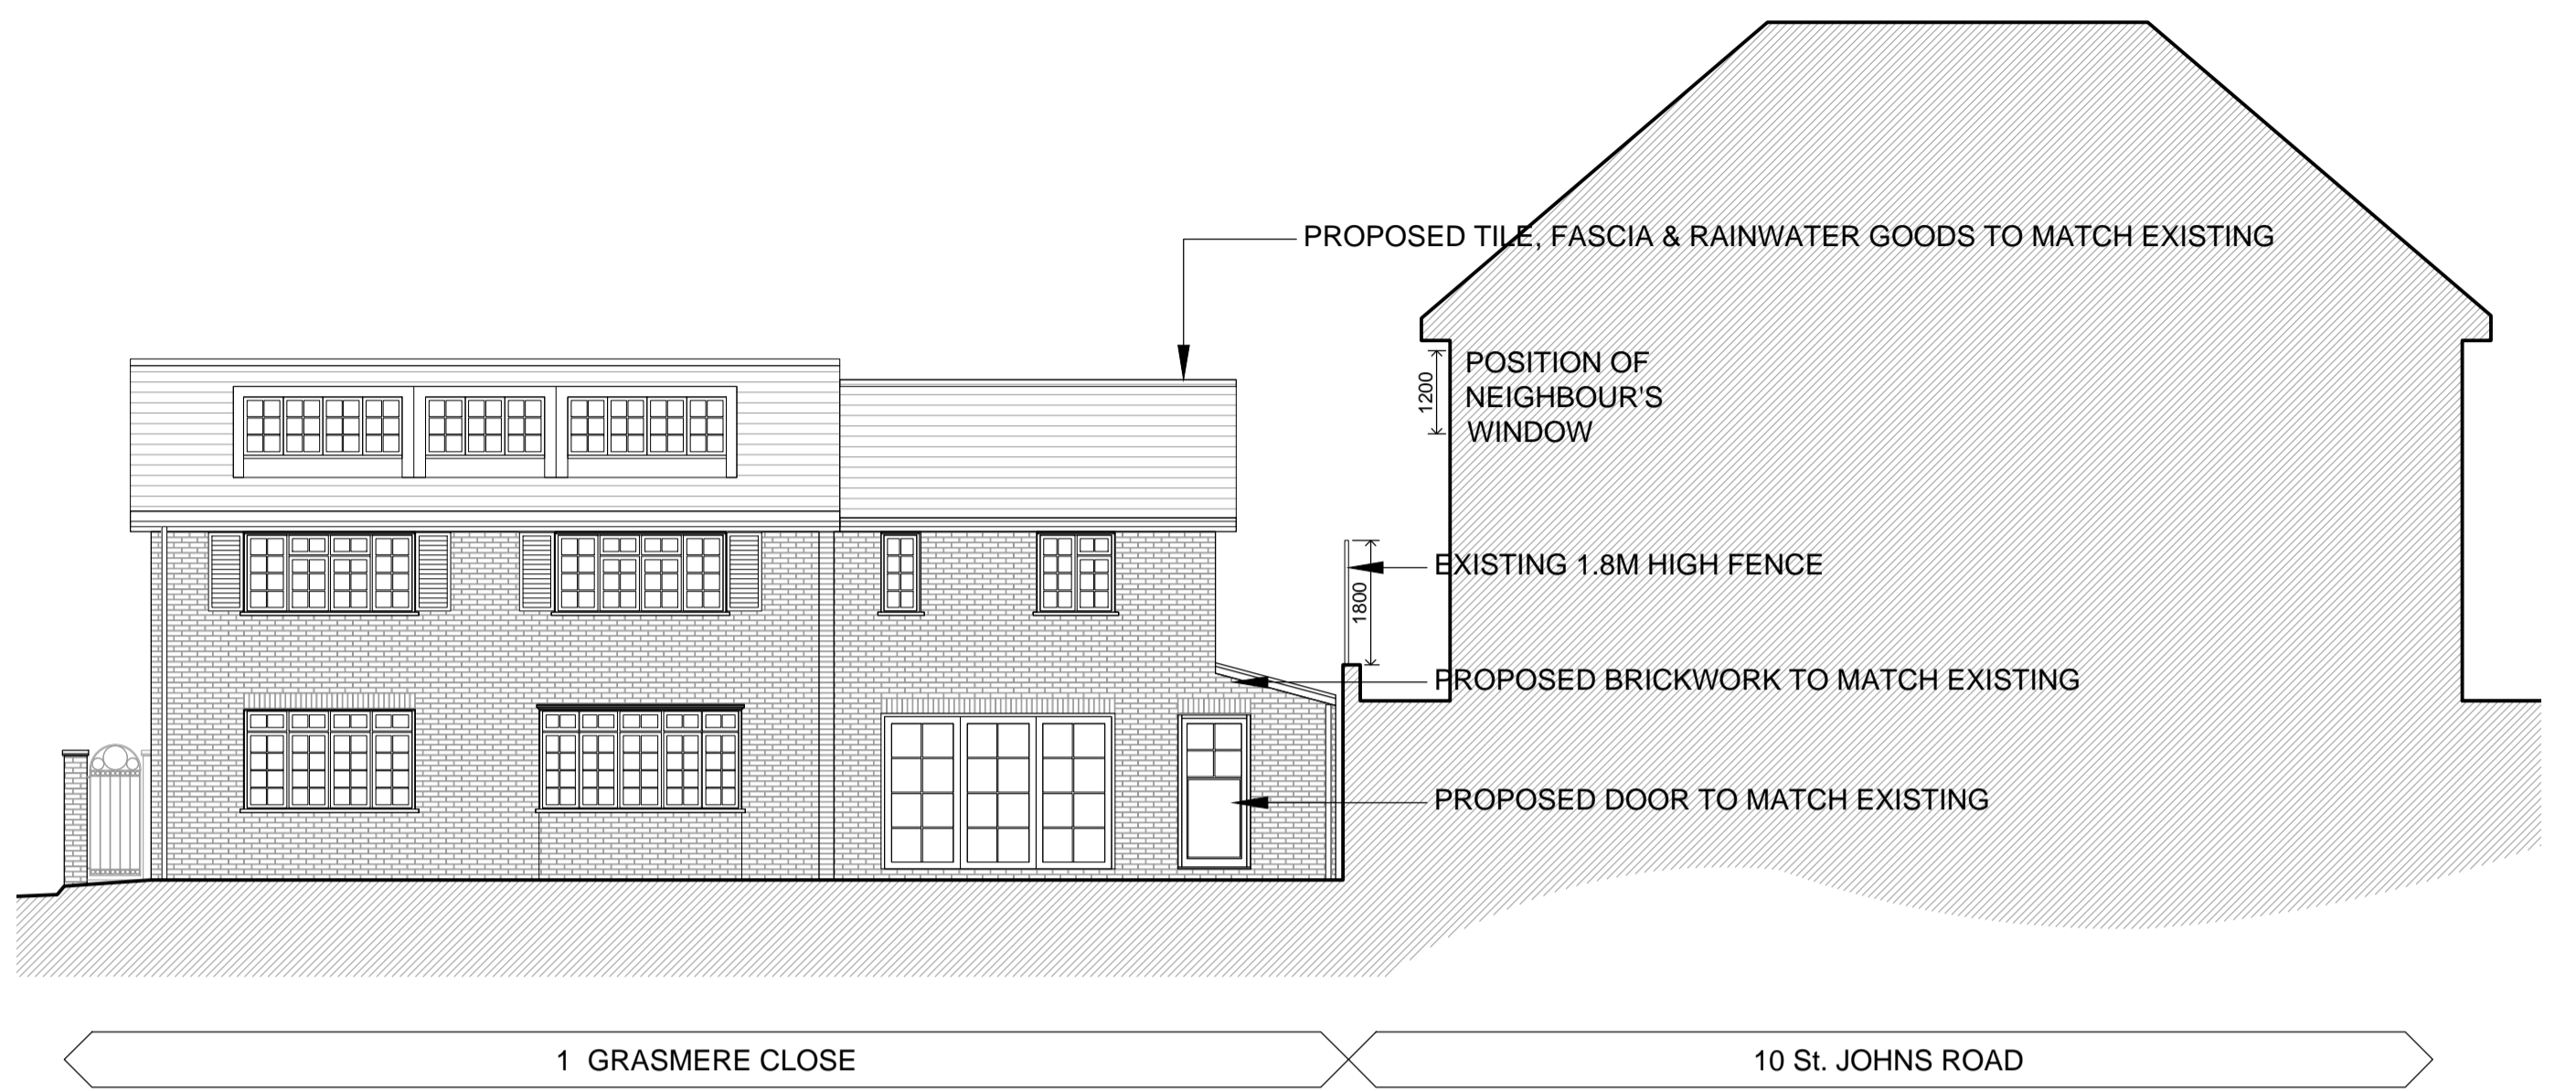 PROPOSED TILE, FASCIA & RAINWATER GOODS TO MATCH EXISTING
1200
POSITION OF
NEIGHBOUR'S
WINDOW
EXISTING 1.8M HIGH FENCE
1800
PROPOSED BRICKWORK TO MATCH EXISTING
PROPOSED DOOR TO MATCH EXISTING
1 GRASMERE CLOSE
10 St. JOHNS ROAD